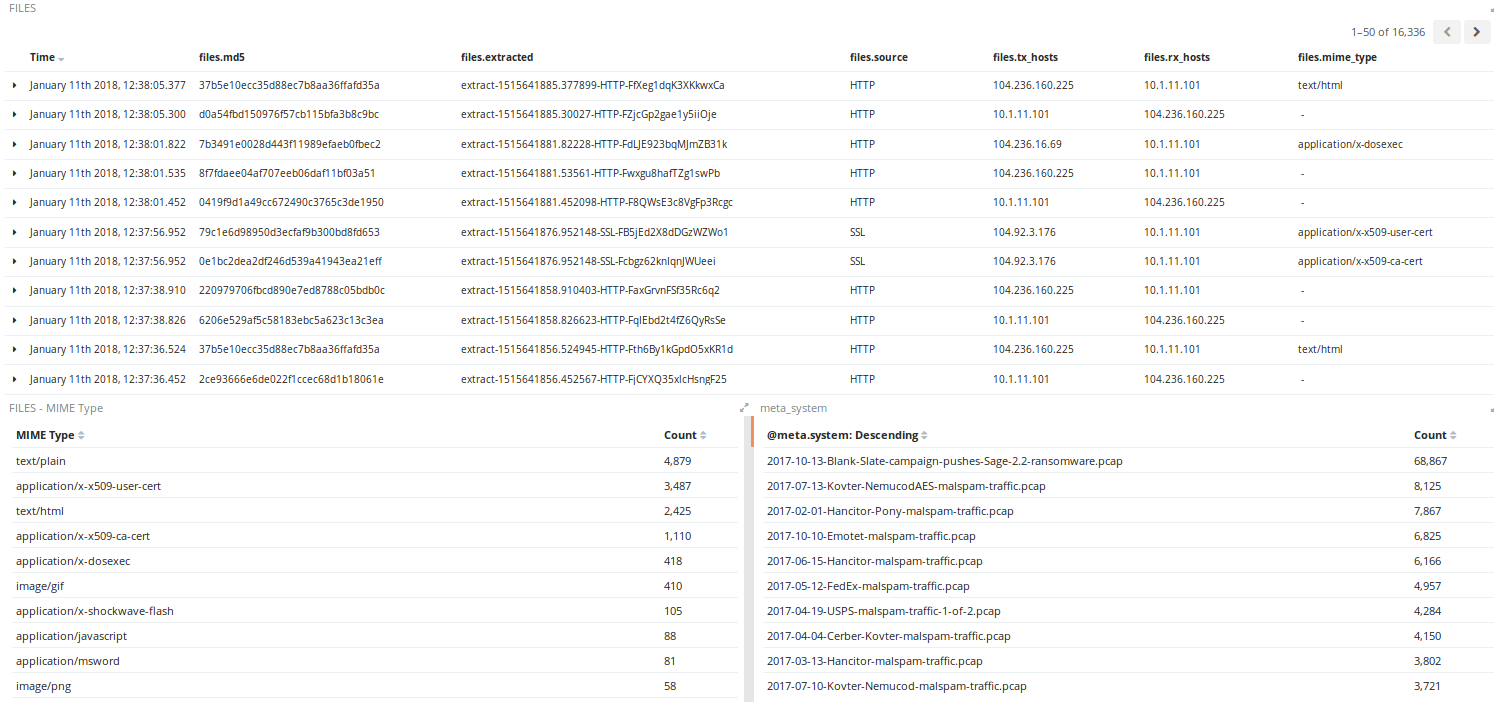 FILES
1–50 of 16,336
Time files.md5 files.extracted files.source files.tx_hosts files.rx_hosts files.mime_type
January 11th 2018, 12:38:05.377 37b5e10ecc35d88ec7b8aa36ffafd35a extract-1515641885.377899-HTTP-FfXeg1dqK3XKkwxCa HTTP 104.236.160.225 10.1.11.101 text/html
January 11th 2018, 12:38:05.300 d0a54fbd150976f57cb115bfa3b8c9bc extract-1515641885.30027-HTTP-FZjcGp2gae1y5iiOje HTTP 10.1.11.101 104.236.160.225 -
January 11th 2018, 12:38:01.822 7b3491e0028d443f11989efaeb0fbec2 extract-1515641881.82228-HTTP-FdLJE923bqMJmZB31k HTTP 104.236.16.69 10.1.11.101 application/x-dosexec
January 11th 2018, 12:38:01.535 8f7fdaee04af707eeb06daf11bf03a51 extract-1515641881.53561-HTTP-Fwxgu8hafTZg1swPb HTTP 104.236.160.225 10.1.11.101 -
January 11th 2018, 12:38:01.452 0419f9d1a49cc672490c3765c3de1950 extract-1515641881.452098-HTTP-F8QWsE3c8VgFp3Rcgc HTTP 10.1.11.101 104.236.160.225 -
January 11th 2018, 12:37:56.952 79c1e6d98950d3ecfaf9b300bd8fd653 extract-1515641876.952148-SSL-FB5jEd2X8dDGzWZWo1 SSL 104.92.3.176 10.1.11.101 application/x-x509-user-cert
January 11th 2018, 12:37:56.952 0e1bc2dea2df246d539a41943ea21eff extract-1515641876.952148-SSL-Fcbgz62knIqnJWUeei SSL 104.92.3.176 10.1.11.101 application/x-x509-ca-cert
January 11th 2018, 12:37:38.910 220979706fbcd890e7ed8788c05bdb0c extract-1515641858.910403-HTTP-FaxGrvnFSf35Rc6q2 HTTP 104.236.160.225 10.1.11.101 -
January 11th 2018, 12:37:38.826 6206e529af5c58183ebc5a623c13c3ea extract-1515641858.826623-HTTP-FqIEbd2t4fZ6QyRsSe HTTP 10.1.11.101 104.236.160.225 -
January 11th 2018, 12:37:36.524 37b5e10ecc35d88ec7b8aa36ffafd35a extract-1515641856.524945-HTTP-Fth6By1kGpdO5xKR1d HTTP 104.236.160.225 10.1.11.101 text/html
January 11th 2018, 12:37:36.452 2ce93666e6de022f1ccec68d1b18061e extract-1515641856.452567-HTTP-FjCYXQ35xIcHsngF25 HTTP 10.1.11.101 104.236.160.225 -
FILES - MIME Type
MIME Type Count
text/plain 4,879
application/x-x509-user-cert 3,487
text/html 2,425
application/x-x509-ca-cert 1,110
application/x-dosexec 418
image/gif 410
application/x-shockwave-flash 105
application/javascript 88
application/msword 81
image/png 58
meta_system
@meta.system: Descending Count
2017-10-13-Blank-Slate-campaign-pushes-Sage-2.2-ransomware.pcap 68,867
2017-07-13-Kovter-NemucodAES-malspam-traffic.pcap 8,125
2017-02-01-Hancitor-Pony-malspam-traffic.pcap 7,867
2017-10-10-Emotet-malspam-traffic.pcap 6,825
2017-06-15-Hancitor-malspam-traffic.pcap 6,166
2017-05-12-FedEx-malspam-traffic.pcap 4,957
2017-04-19-USPS-malspam-traffic-1-of-2.pcap 4,284
2017-04-04-Cerber-Kovter-malspam-traffic.pcap 4,150
2017-03-13-Hancitor-malspam-traffic.pcap 3,802
2017-07-10-Kovter-Nemucod-malspam-traffic.pcap 3,721